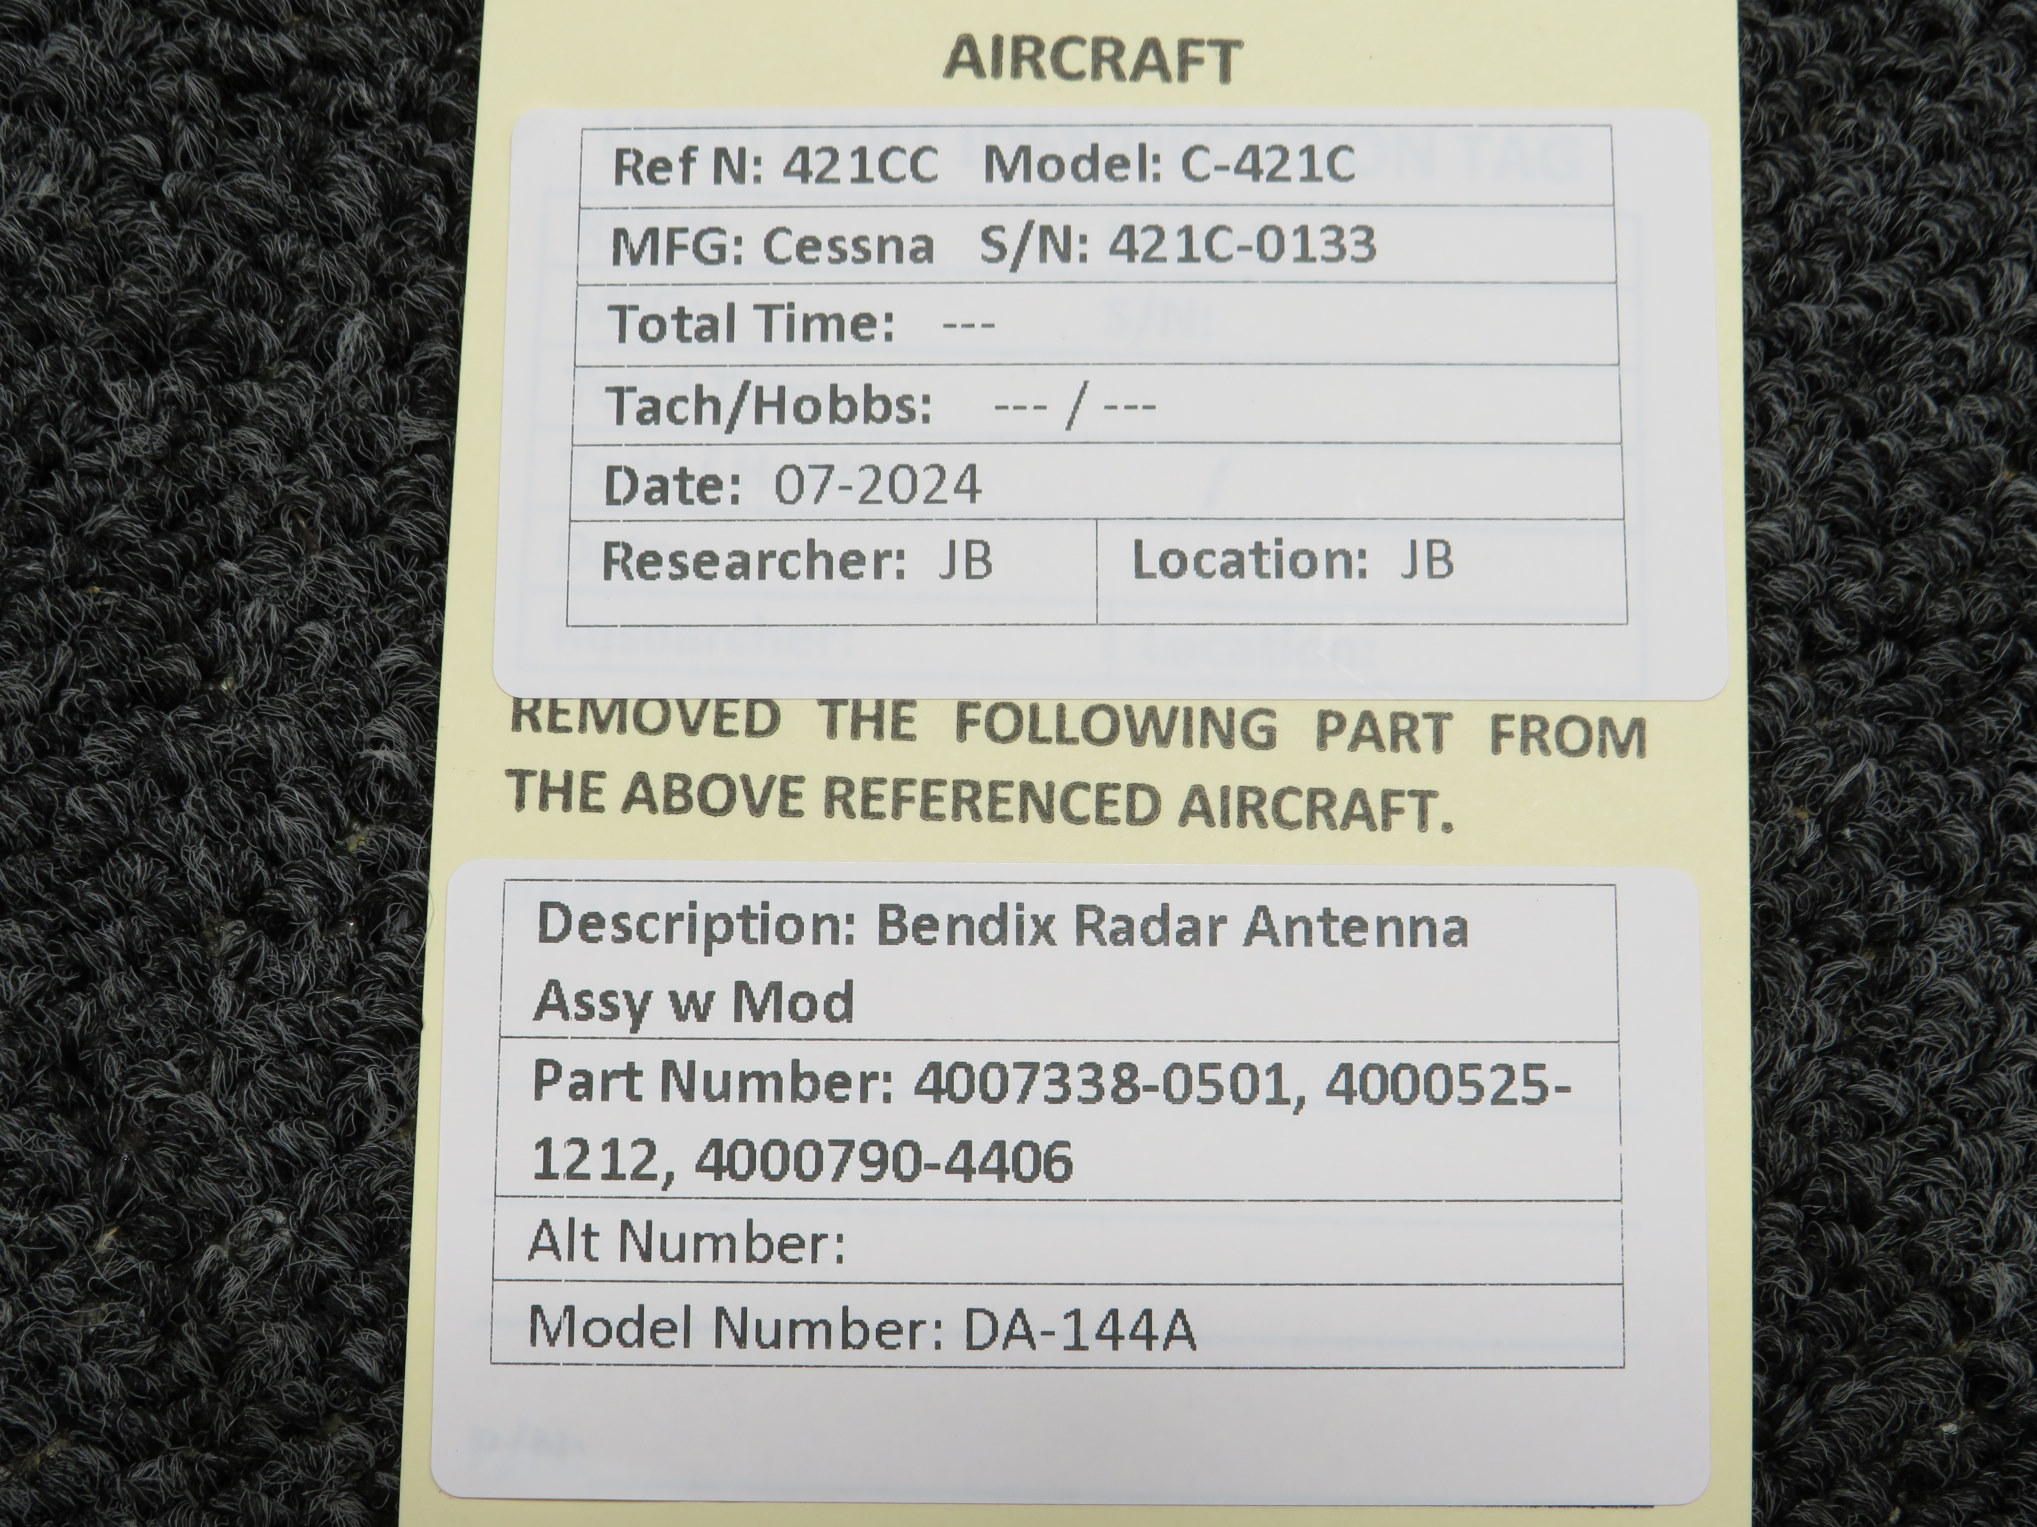 AIRCRAFT
Ref N: 421CC Model: C-421C
MFG: Cessna S/N: 421C-0133
Total Time: ---
Tach/Hobbs: --- / ---
Date: 07-2024
Researcher: JB Location: JB
REMOVED THE FOLLOWING PART FROM
THE ABOVE REFERENCED AIRCRAFT.
Description: Bendix Radar Antenna
Assy w Mod
Part Number: 4007338-0501, 4000525-
1212, 4000790-4406
Alt Number:
Model Number: DA-144A